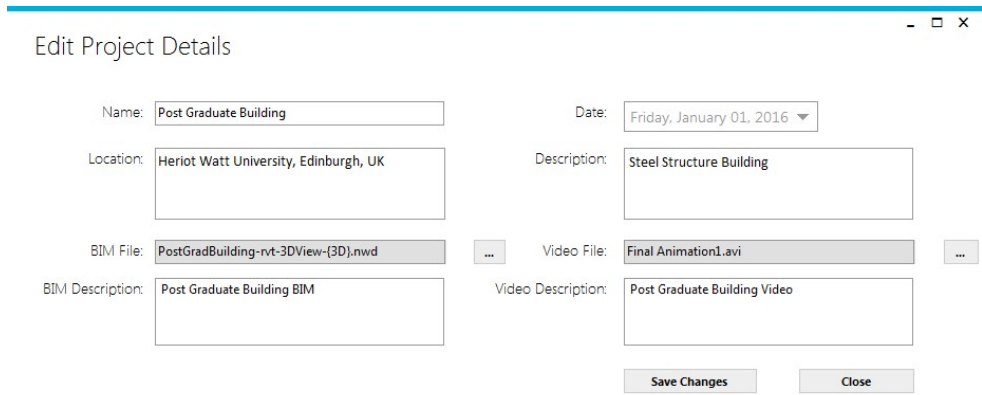 Edit Project Details
Name: Post Graduate Building
Date: Friday, January 01, 2016
Location: Heriot Watt University, Edinburgh, UK
Description: Steel Structure Building
BIM File: PostGradBuilding-rvt-3DView-{3D}.nwd ...
Video File: Final Animation1.avi ...
BIM Description: Post Graduate Building BIM
Video Description: Post Graduate Building Video
Save Changes
Close